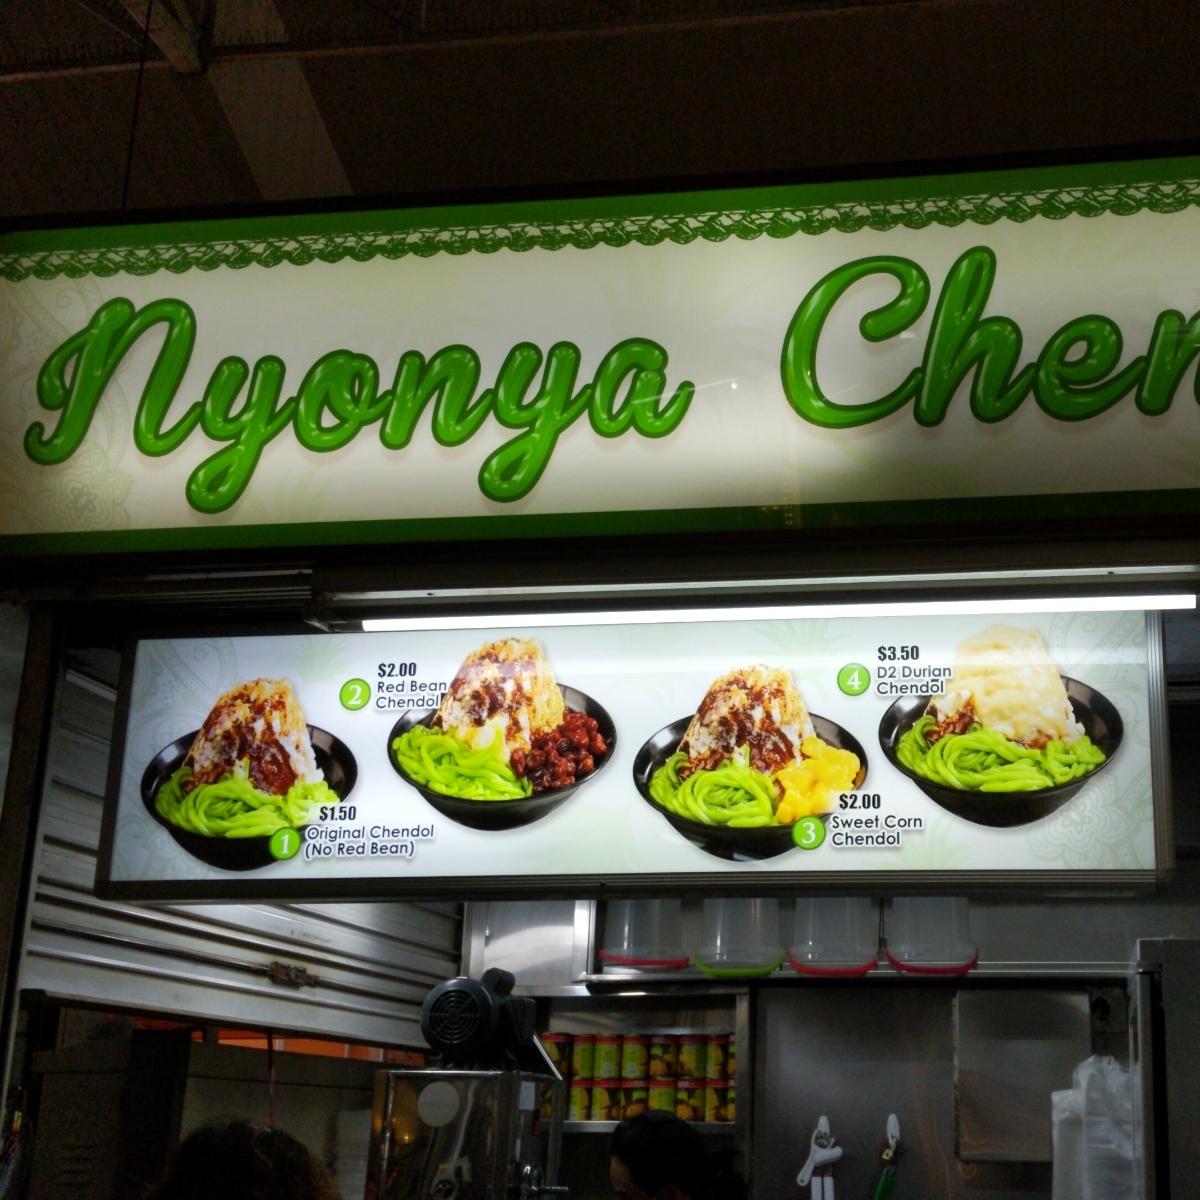 Nyonya Chen
$1.50
1 Original Chendol
(No Red Bean)
$2.00
2 Red Bean
Chendol
$2.00
3 Sweet Corn
Chendol
$3.50
4 D2 Durian
Chendol